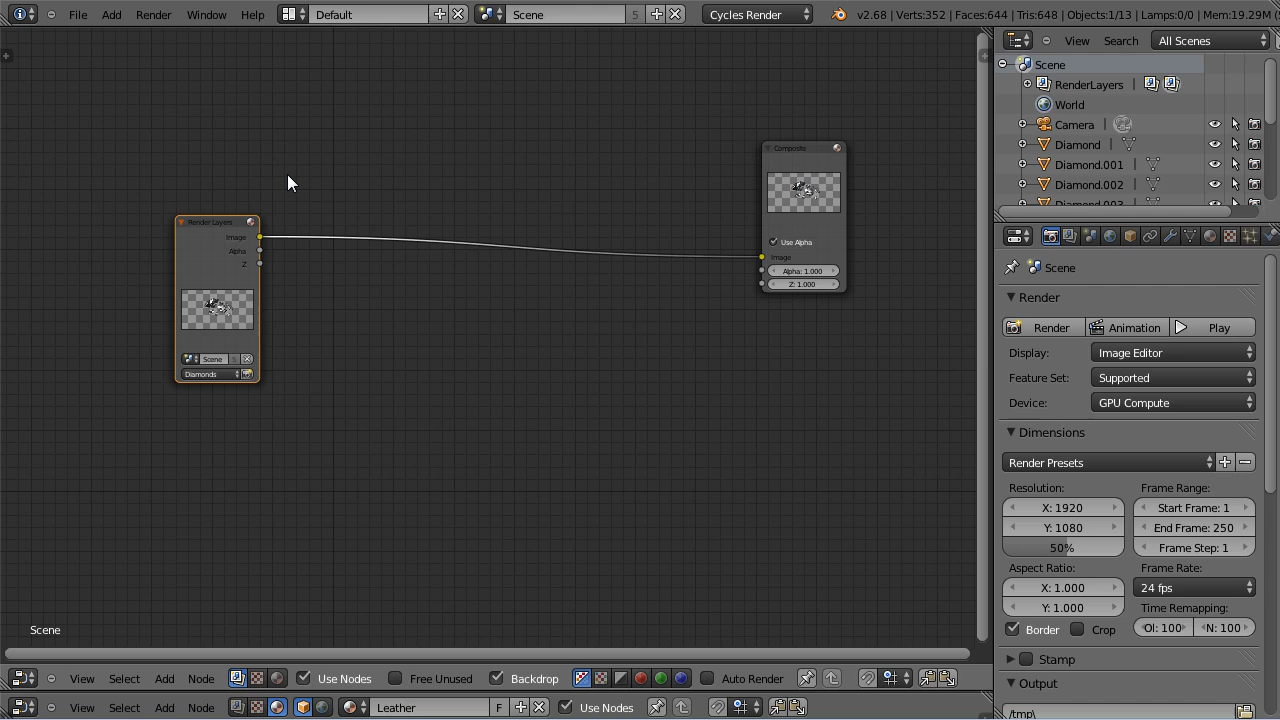 File Add Render Window Help Default Scene 5 Cycles Render v2.68 | Verts:352 | Faces:644 | Tris:648 | Objects:1/13 | Lamps:0/0 | Mem:19.29M
View Search All Scenes
Scene
RenderLayers |
World
Camera |
Diamond |
Diamond.001 |
Diamond.002 |
Diamond.003
Render Layers
Image
Alpha
Z
Scene 5
Diamonds
Composite
Use Alpha
Image
Alpha: 1.000
Z: 1.000
Scene
Scene
Render
Render Animation Play
Display: Image Editor
Feature Set: Supported
Device: GPU Compute
Dimensions
Render Presets
Resolution: Frame Range:
X: 1920 Start Frame: 1
Y: 1080 End Frame: 250
50% Frame Step: 1
Aspect Ratio: Frame Rate:
X: 1.000 24 fps
Y: 1.000 Time Remapping:
Border Crop Ol: 100 N: 100
Stamp
Output
/tmp\
View Select Add Node Use Nodes Free Unused Backdrop Auto Render
View Select Add Node Leather F Use Nodes